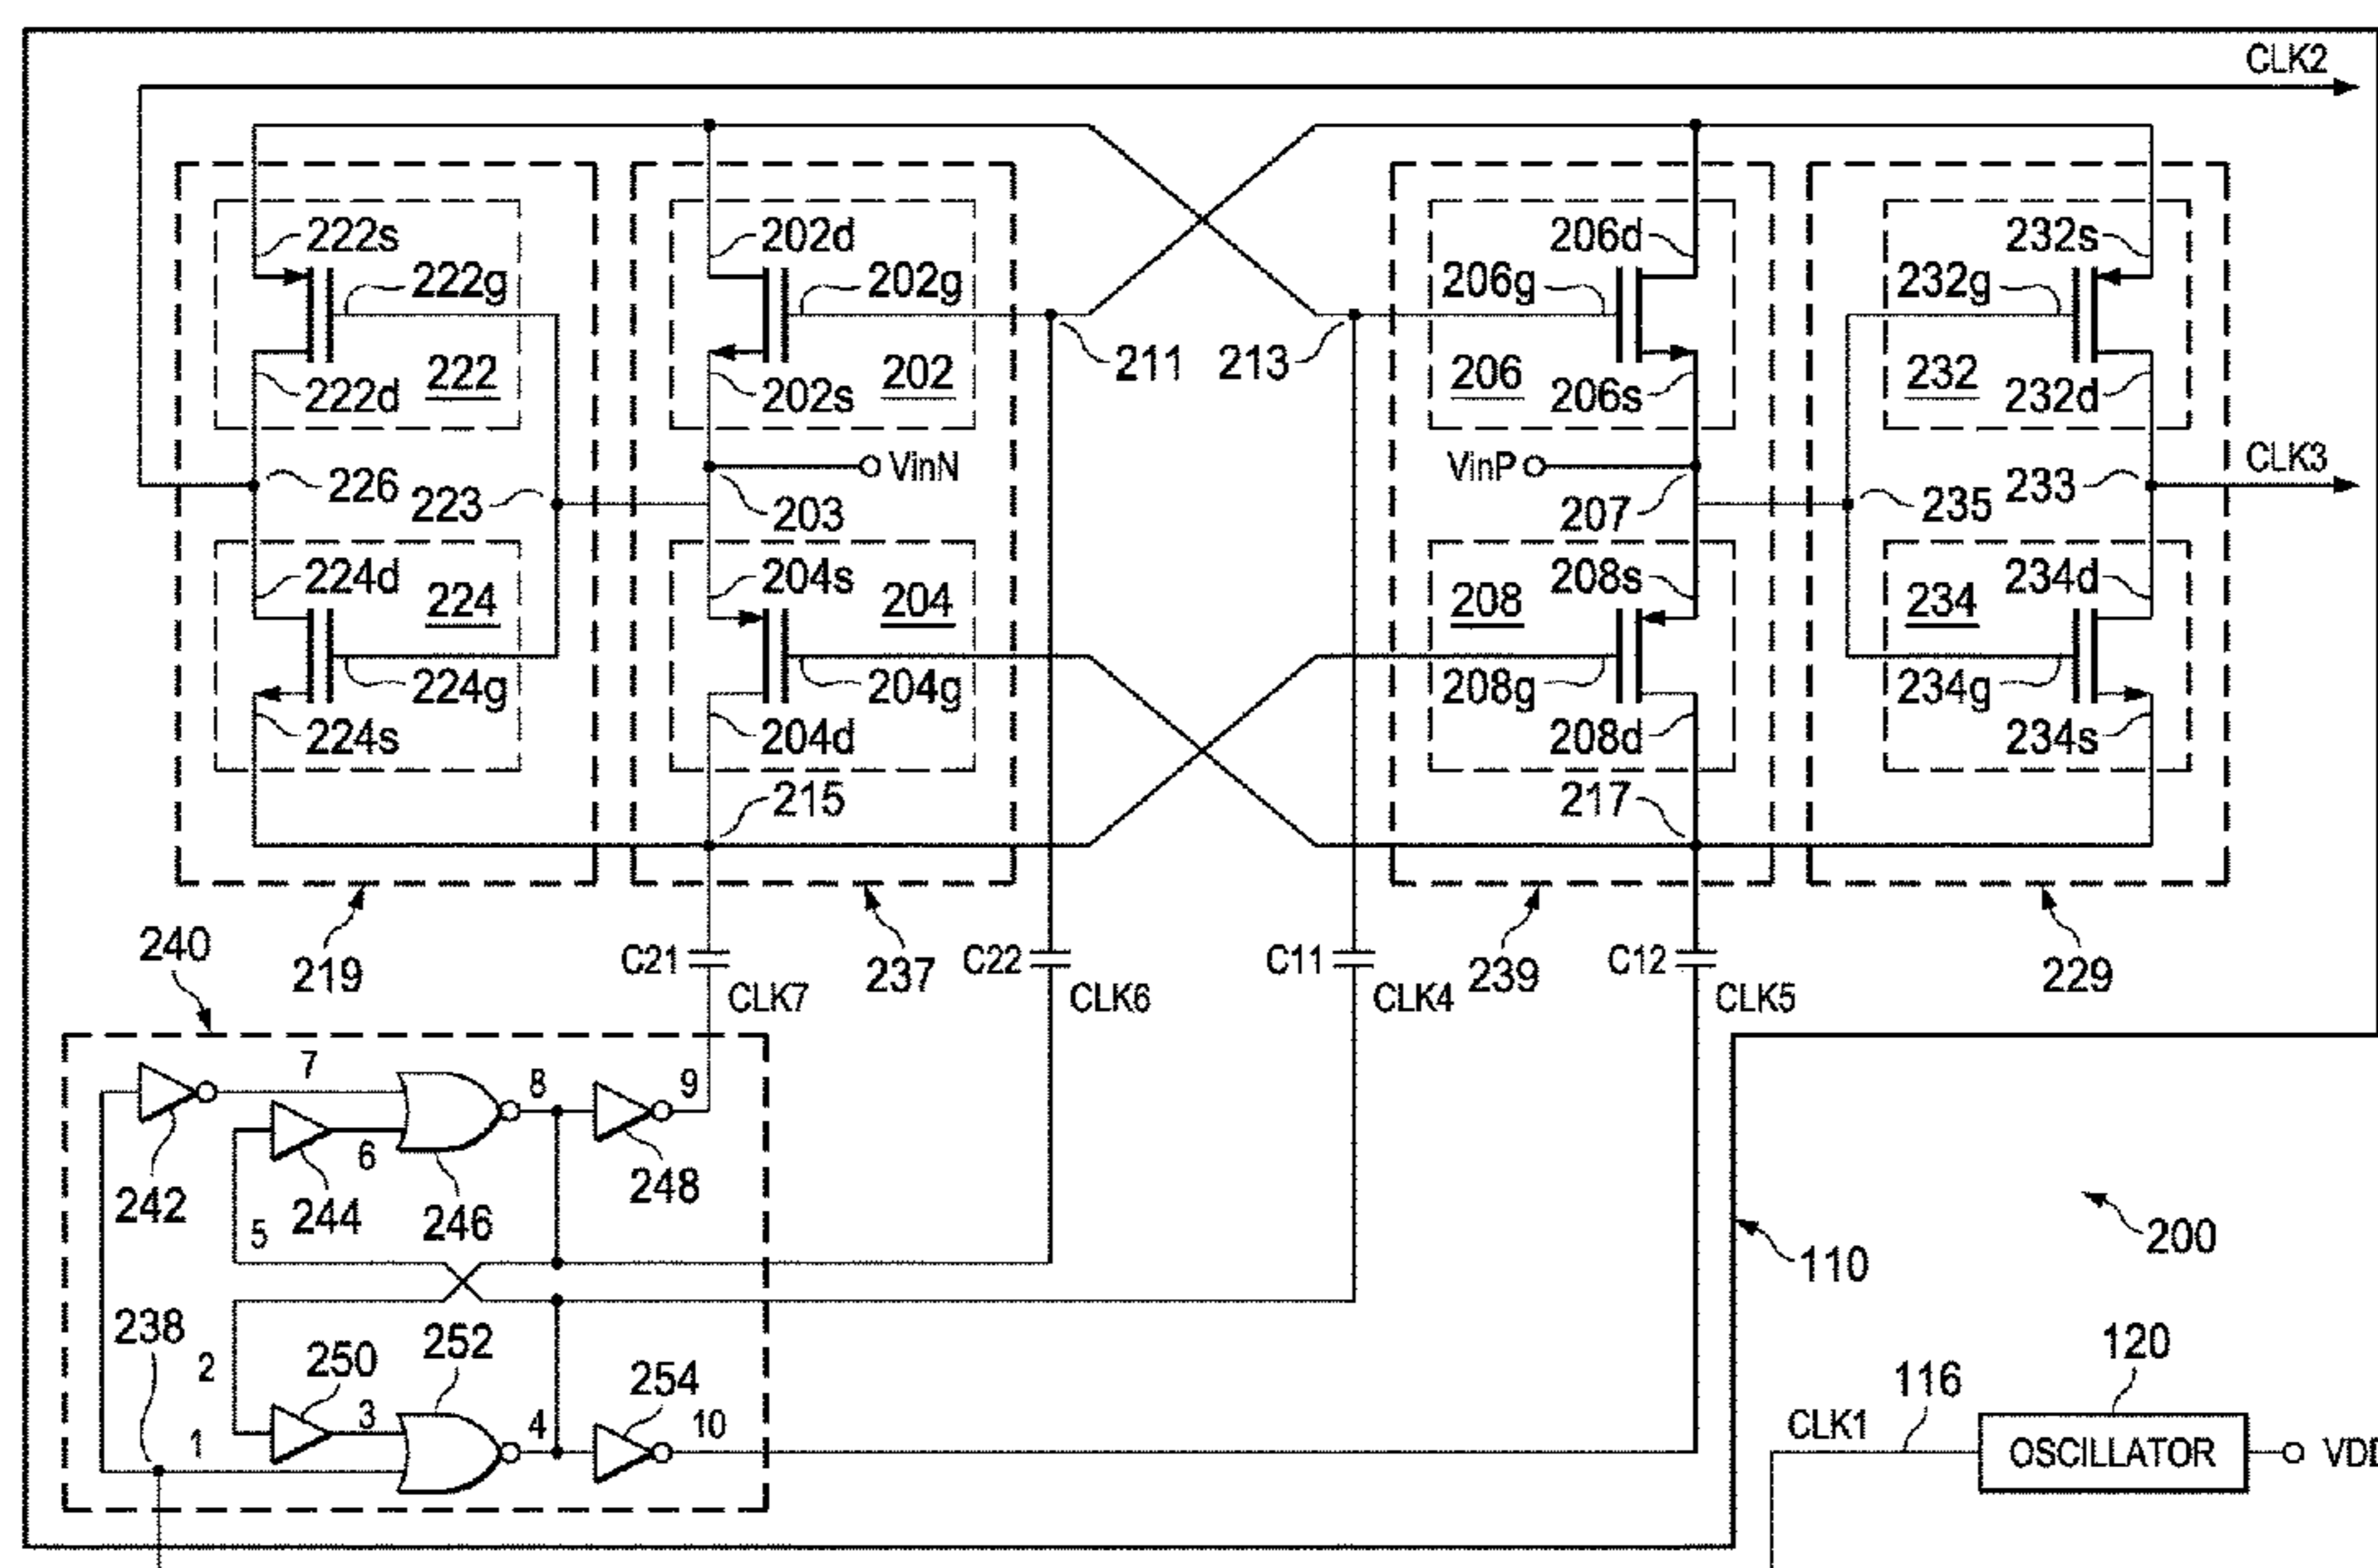 CLK2
222s 202d 206d 232s
222g 202g 206g 232g
222d 222 202s 202 211 213 206 206s 232 232d
VinN VinP CLK3
226 223 203 207 235 233
224d 224 204s 204 208 208s 234 234d
224g 204g 208g 234g
224s 204d 208d 234s
215 217
240 219 C21 237 C22 C11 239 C12 229
CLK7 CLK6 CLK4 CLK5
7 8 9
6
242 244 246 248
5
110 200
238 2 250 252 254 120
1 3 4 10 CLK1 116
OSCILLATOR